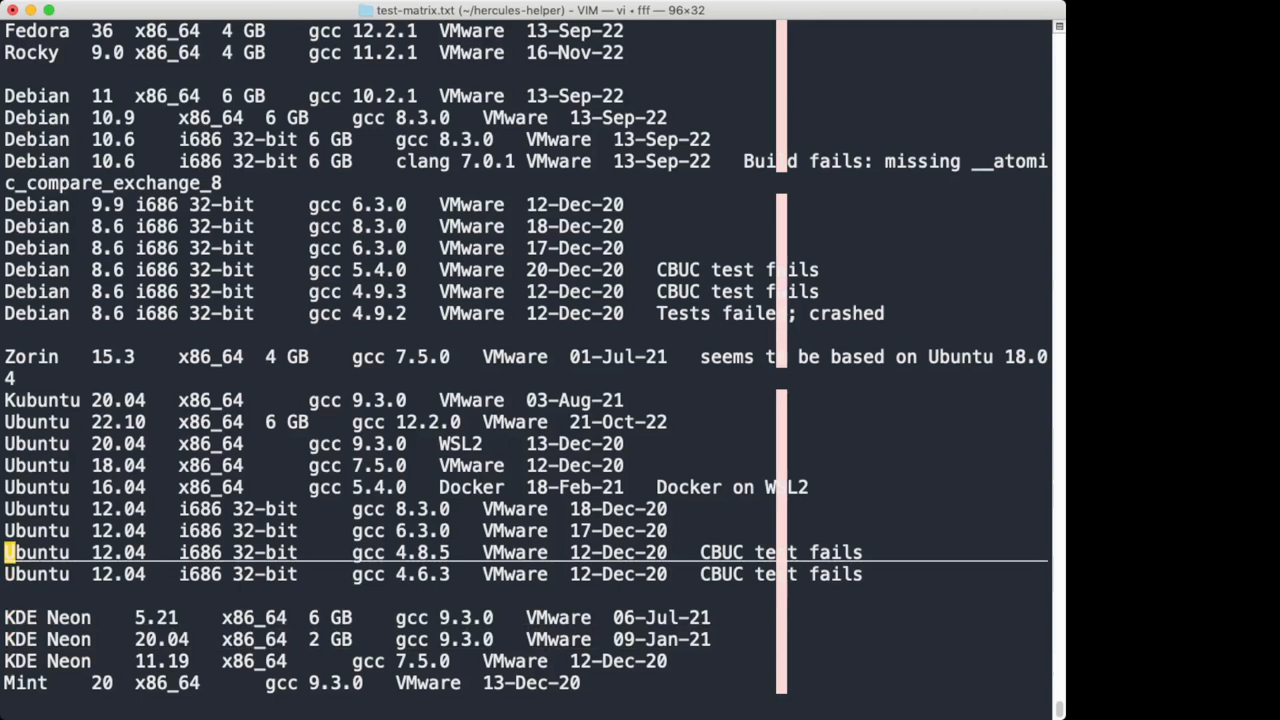 test-matrix.txt (~/hercules-helper) - VIM — vi • fff — 96×32
Fedora 36 x86_64 4 GB gcc 12.2.1 VMware 13-Sep-22
Rocky 9.0 x86_64 4 GB gcc 11.2.1 VMware 16-Nov-22
Debian 11 x86_64 6 GB gcc 10.2.1 VMware 13-Sep-22
Debian 10.9 x86_64 6 GB gcc 8.3.0 VMware 13-Sep-22
Debian 10.6 i686 32-bit 6 GB gcc 8.3.0 VMware 13-Sep-22
Debian 10.6 i686 32-bit 6 GB clang 7.0.1 VMware 13-Sep-22 Build fails: missing __atomi
c_compare_exchange_8
Debian 9.9 i686 32-bit gcc 6.3.0 VMware 12-Dec-20
Debian 8.6 i686 32-bit gcc 8.3.0 VMware 18-Dec-20
Debian 8.6 i686 32-bit gcc 6.3.0 VMware 17-Dec-20
Debian 8.6 i686 32-bit gcc 5.4.0 VMware 20-Dec-20 CBUC test fails
Debian 8.6 i686 32-bit gcc 4.9.3 VMware 12-Dec-20 CBUC test fails
Debian 8.6 i686 32-bit gcc 4.9.2 VMware 12-Dec-20 Tests failed; crashed
Zorin 15.3 x86_64 4 GB gcc 7.5.0 VMware 01-Jul-21 seems to be based on Ubuntu 18.0
4
Kubuntu 20.04 x86_64 gcc 9.3.0 VMware 03-Aug-21
Ubuntu 22.10 x86_64 6 GB gcc 12.2.0 VMware 21-Oct-22
Ubuntu 20.04 x86_64 gcc 9.3.0 WSL2 13-Dec-20
Ubuntu 18.04 x86_64 gcc 7.5.0 VMware 12-Dec-20
Ubuntu 16.04 x86_64 gcc 5.4.0 Docker 18-Feb-21 Docker on WSL2
Ubuntu 12.04 i686 32-bit gcc 8.3.0 VMware 18-Dec-20
Ubuntu 12.04 i686 32-bit gcc 6.3.0 VMware 17-Dec-20
Ubuntu 12.04 i686 32-bit gcc 4.8.5 VMware 12-Dec-20 CBUC test fails
Ubuntu 12.04 i686 32-bit gcc 4.6.3 VMware 12-Dec-20 CBUC test fails
KDE Neon 5.21 x86_64 6 GB gcc 9.3.0 VMware 06-Jul-21
KDE Neon 20.04 x86_64 2 GB gcc 9.3.0 VMware 09-Jan-21
KDE Neon 11.19 x86_64 gcc 7.5.0 VMware 12-Dec-20
Mint 20 x86_64 gcc 9.3.0 VMware 13-Dec-20